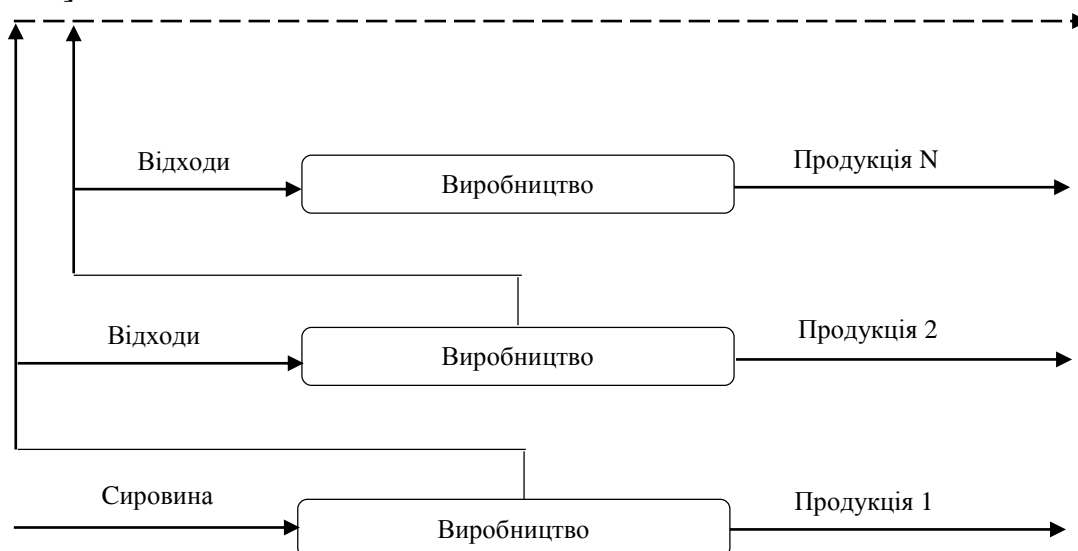 Відходи
Виробництво
Продукція N
Відходи
Виробництво
Продукція 2
Сировина
Виробництво
Продукція 1